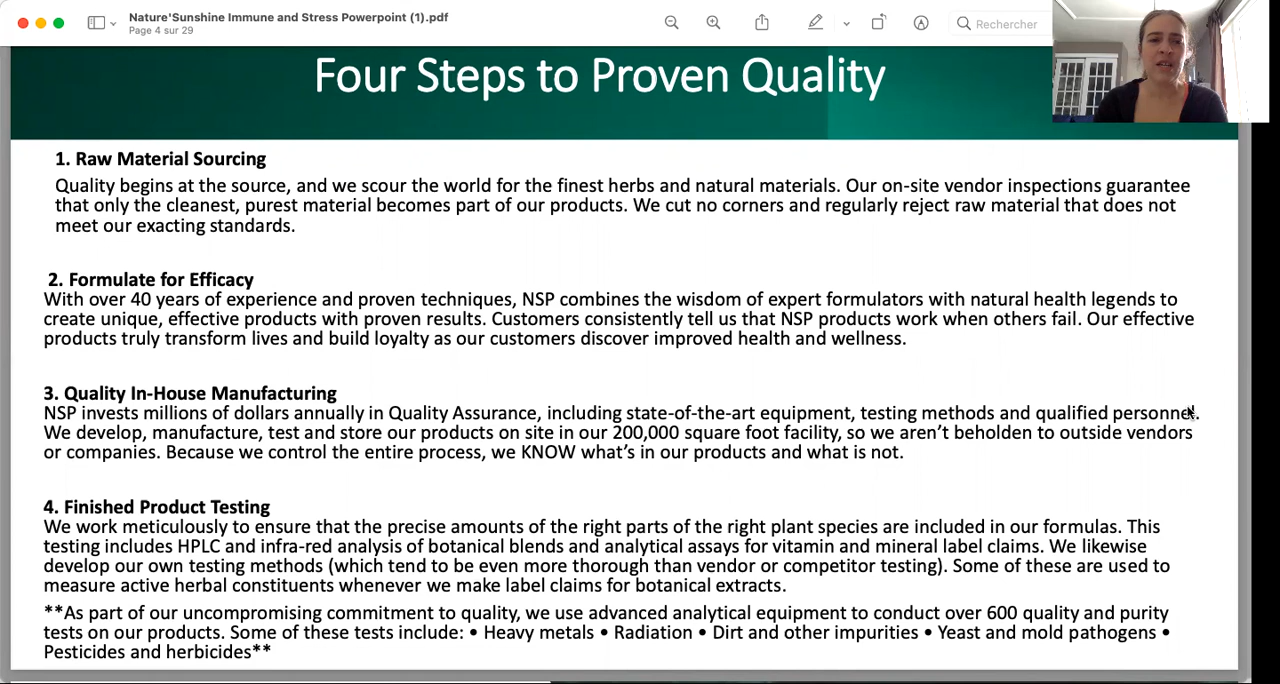 Nature'Sunshine Immune and Stress Powerpoint (1).pdf
Page 4 sur 29
Rechercher
Four Steps to Proven Quality
1. Raw Material Sourcing
Quality begins at the source, and we scour the world for the finest herbs and natural materials. Our on-site vendor inspections guarantee
that only the cleanest, purest material becomes part of our products. We cut no corners and regularly reject raw material that does not
meet our exacting standards.
2. Formulate for Efficacy
With over 40 years of experience and proven techniques, NSP combines the wisdom of expert formulators with natural health legends to
create unique, effective products with proven results. Customers consistently tell us that NSP products work when others fail. Our effective
products truly transform lives and build loyalty as our customers discover improved health and wellness.
3. Quality In-House Manufacturing
NSP invests millions of dollars annually in Quality Assurance, including state-of-the-art equipment, testing methods and qualified personnel.
We develop, manufacture, test and store our products on site in our 200,000 square foot facility, so we aren't beholden to outside vendors
or companies. Because we control the entire process, we KNOW what's in our products and what is not.
4. Finished Product Testing
We work meticulously to ensure that the precise amounts of the right parts of the right plant species are included in our formulas. This
testing includes HPLC and infra-red analysis of botanical blends and analytical assays for vitamin and mineral label claims. We likewise
develop our own testing methods (which tend to be even more thorough than vendor or competitor testing). Some of these are used to
measure active herbal constituents whenever we make label claims for botanical extracts.
**As part of our uncompromising commitment to quality, we use advanced analytical equipment to conduct over 600 quality and purity
tests on our products. Some of these tests include: • Heavy metals • Radiation • Dirt and other impurities • Yeast and mold pathogens •
Pesticides and herbicides**